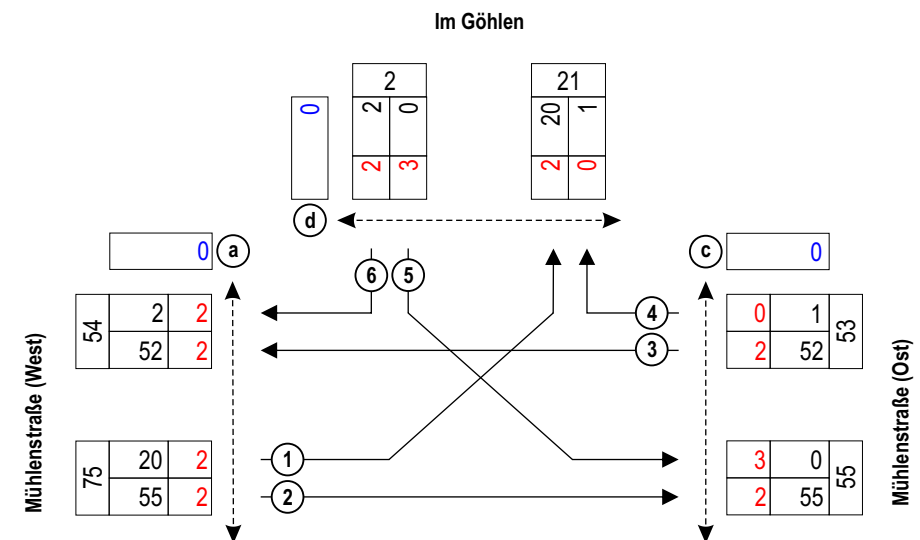 Im Göhlen
2 21
0 2 0 20 1
2 3 2 0
d
0 a c 0
6 5
54 2 2 4 0 1 53
52 2 3 2 52
Mühlenstraße (West)
Mühlenstraße (Ost)
75 20 2 1 3 0 55
55 2 2 2 55